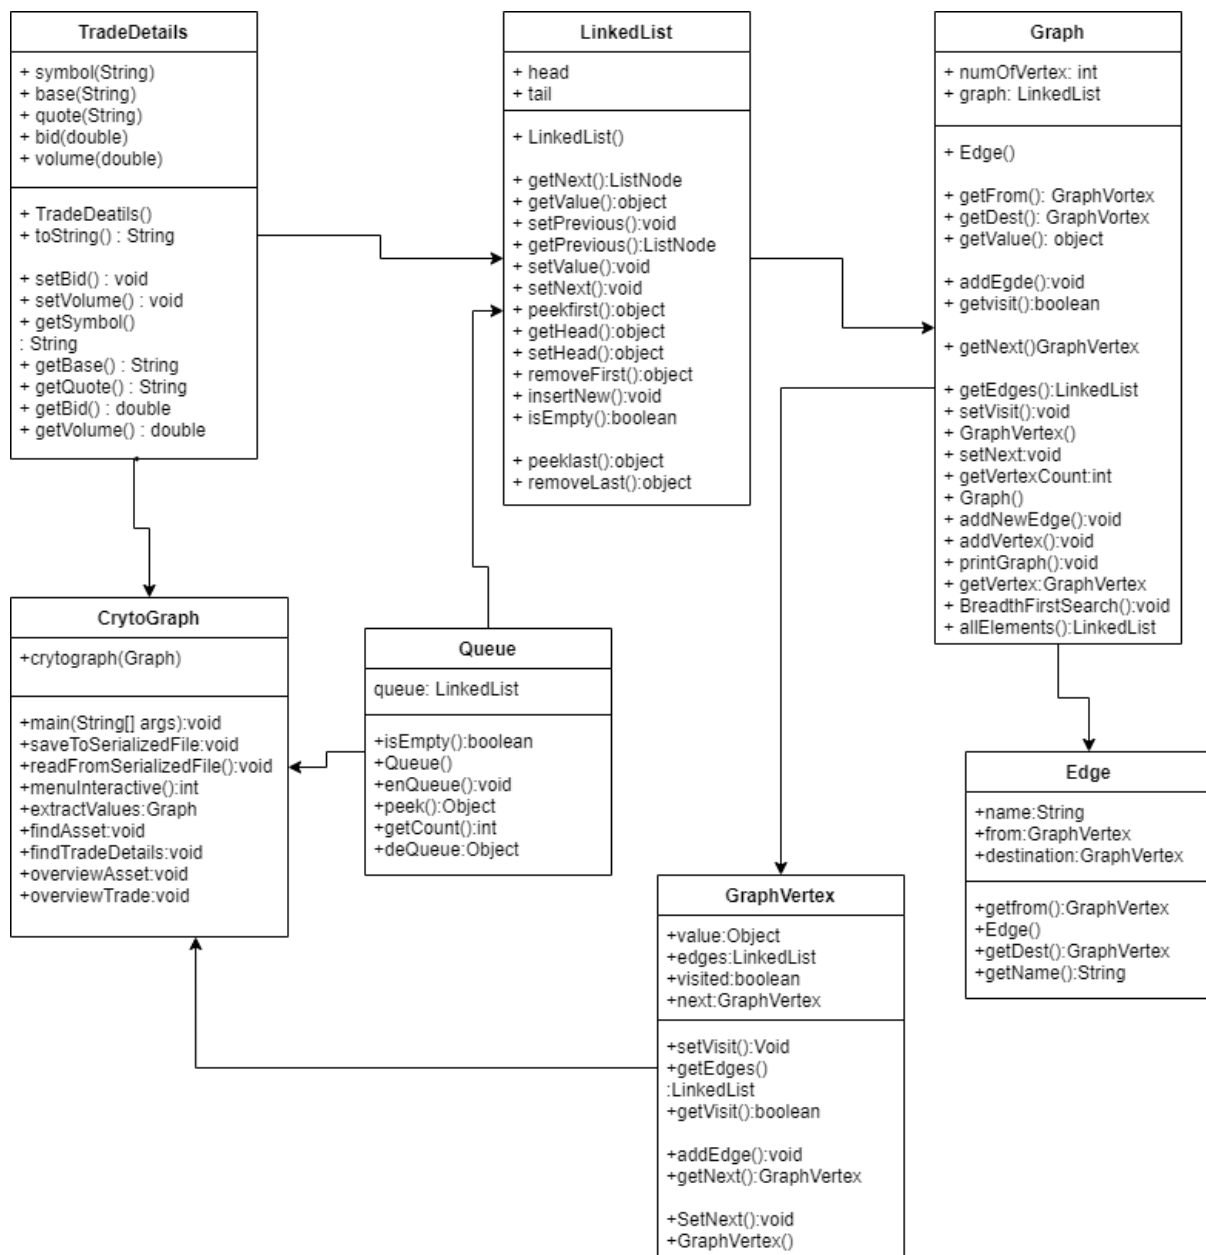 TradeDetails
+ symbol(String)
+ base(String)
+ quote(String)
+ bid(double)
+ volume(double)
+ TradeDeatils()
+ toString() : String
+ setBid() : void
+ setVolume() : void
+ getSymbol()
: String
+ getBase() : String
+ getQuote() : String
+ getBid() : double
+ getVolume() : double
LinkedList
+ head
+ tail
+ LinkedList()
+ getNext():ListNode
+ getValue():object
+ setPrevious():void
+ getPrevious():ListNode
+ setValue():void
+ setNext():void
+ peekfirst():object
+ getHead():object
+ setHead():object
+ removeFirst():object
+ insertNew():void
+ isEmpty():boolean
+ peeklast():object
+ removeLast():object
Graph
+ numOfVertex: int
+ graph: LinkedList
+ Edge()
+ getFrom(): GraphVortex
+ getDest(): GraphVortex
+ getValue(): object
+ addEgde():void
+ getvisit():boolean
+ getNext()GraphVertex
+ getEdges():LinkedList
+ setVisit():void
+ GraphVertex()
+ setNext:void
+ getVertexCount:int
+ Graph()
+ addNewEdge():void
+ addVertex():void
+ printGraph():void
+ getVertex:GraphVertex
+ BreadthFirstSearch():void
+ allElements():LinkedList
CrytoGraph
+crytograph(Graph)
+main(String[] args):void
+saveToSerializedFile:void
+readFromSerializedFile():void
+menuInteractive():int
+extractValues:Graph
+findAsset:void
+findTradeDetails:void
+overviewAsset:void
+overviewTrade:void
Queue
queue: LinkedList
+isEmpty():boolean
+Queue()
+enQueue():void
+peek():Object
+getCount():int
+deQueue:Object
Edge
+name:String
+from:GraphVertex
+destination:GraphVertex
+getfrom():GraphVertex
+Edge()
+getDest():GraphVertex
+getName():String
GraphVertex
+value:Object
+edges:LinkedList
+visited:boolean
+next:GraphVertex
+setVisit():Void
+getEdges()
:LinkedList
+getVisit():boolean
+addEdge():void
+getNext():GraphVertex
+SetNext():void
+GraphVertex()